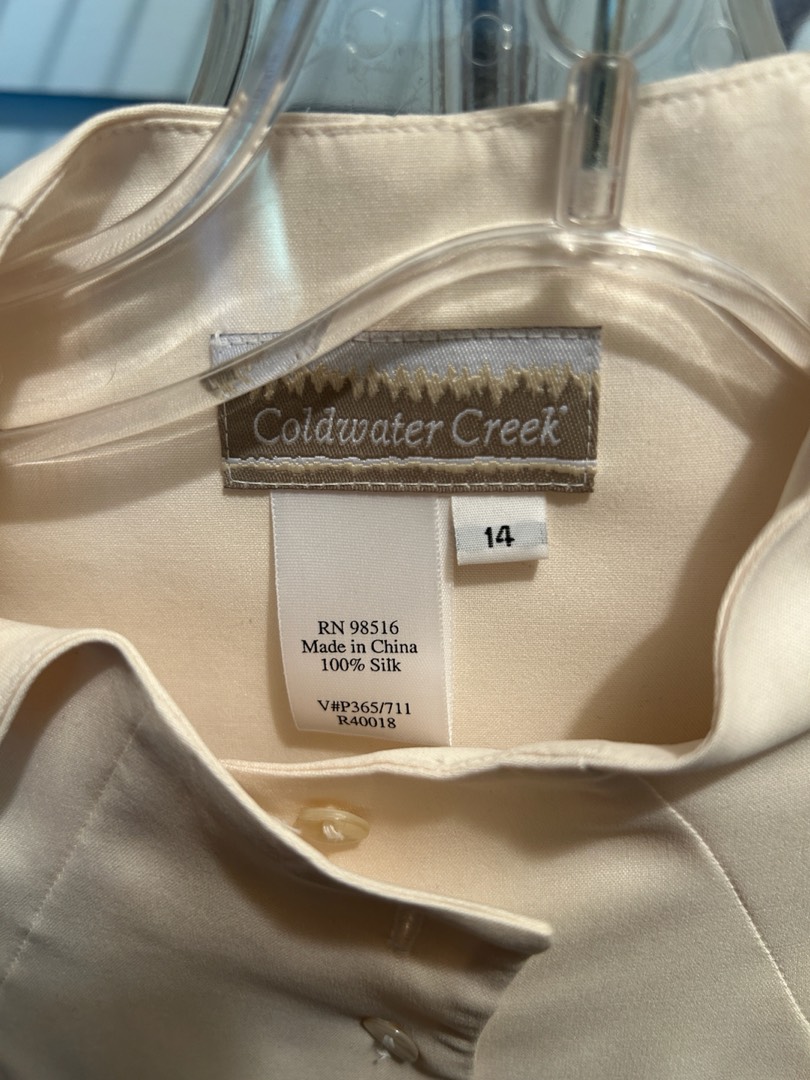 Coldwater Creek
14
RN 98516
Made in China
100% Silk
V#P365/711
R40018